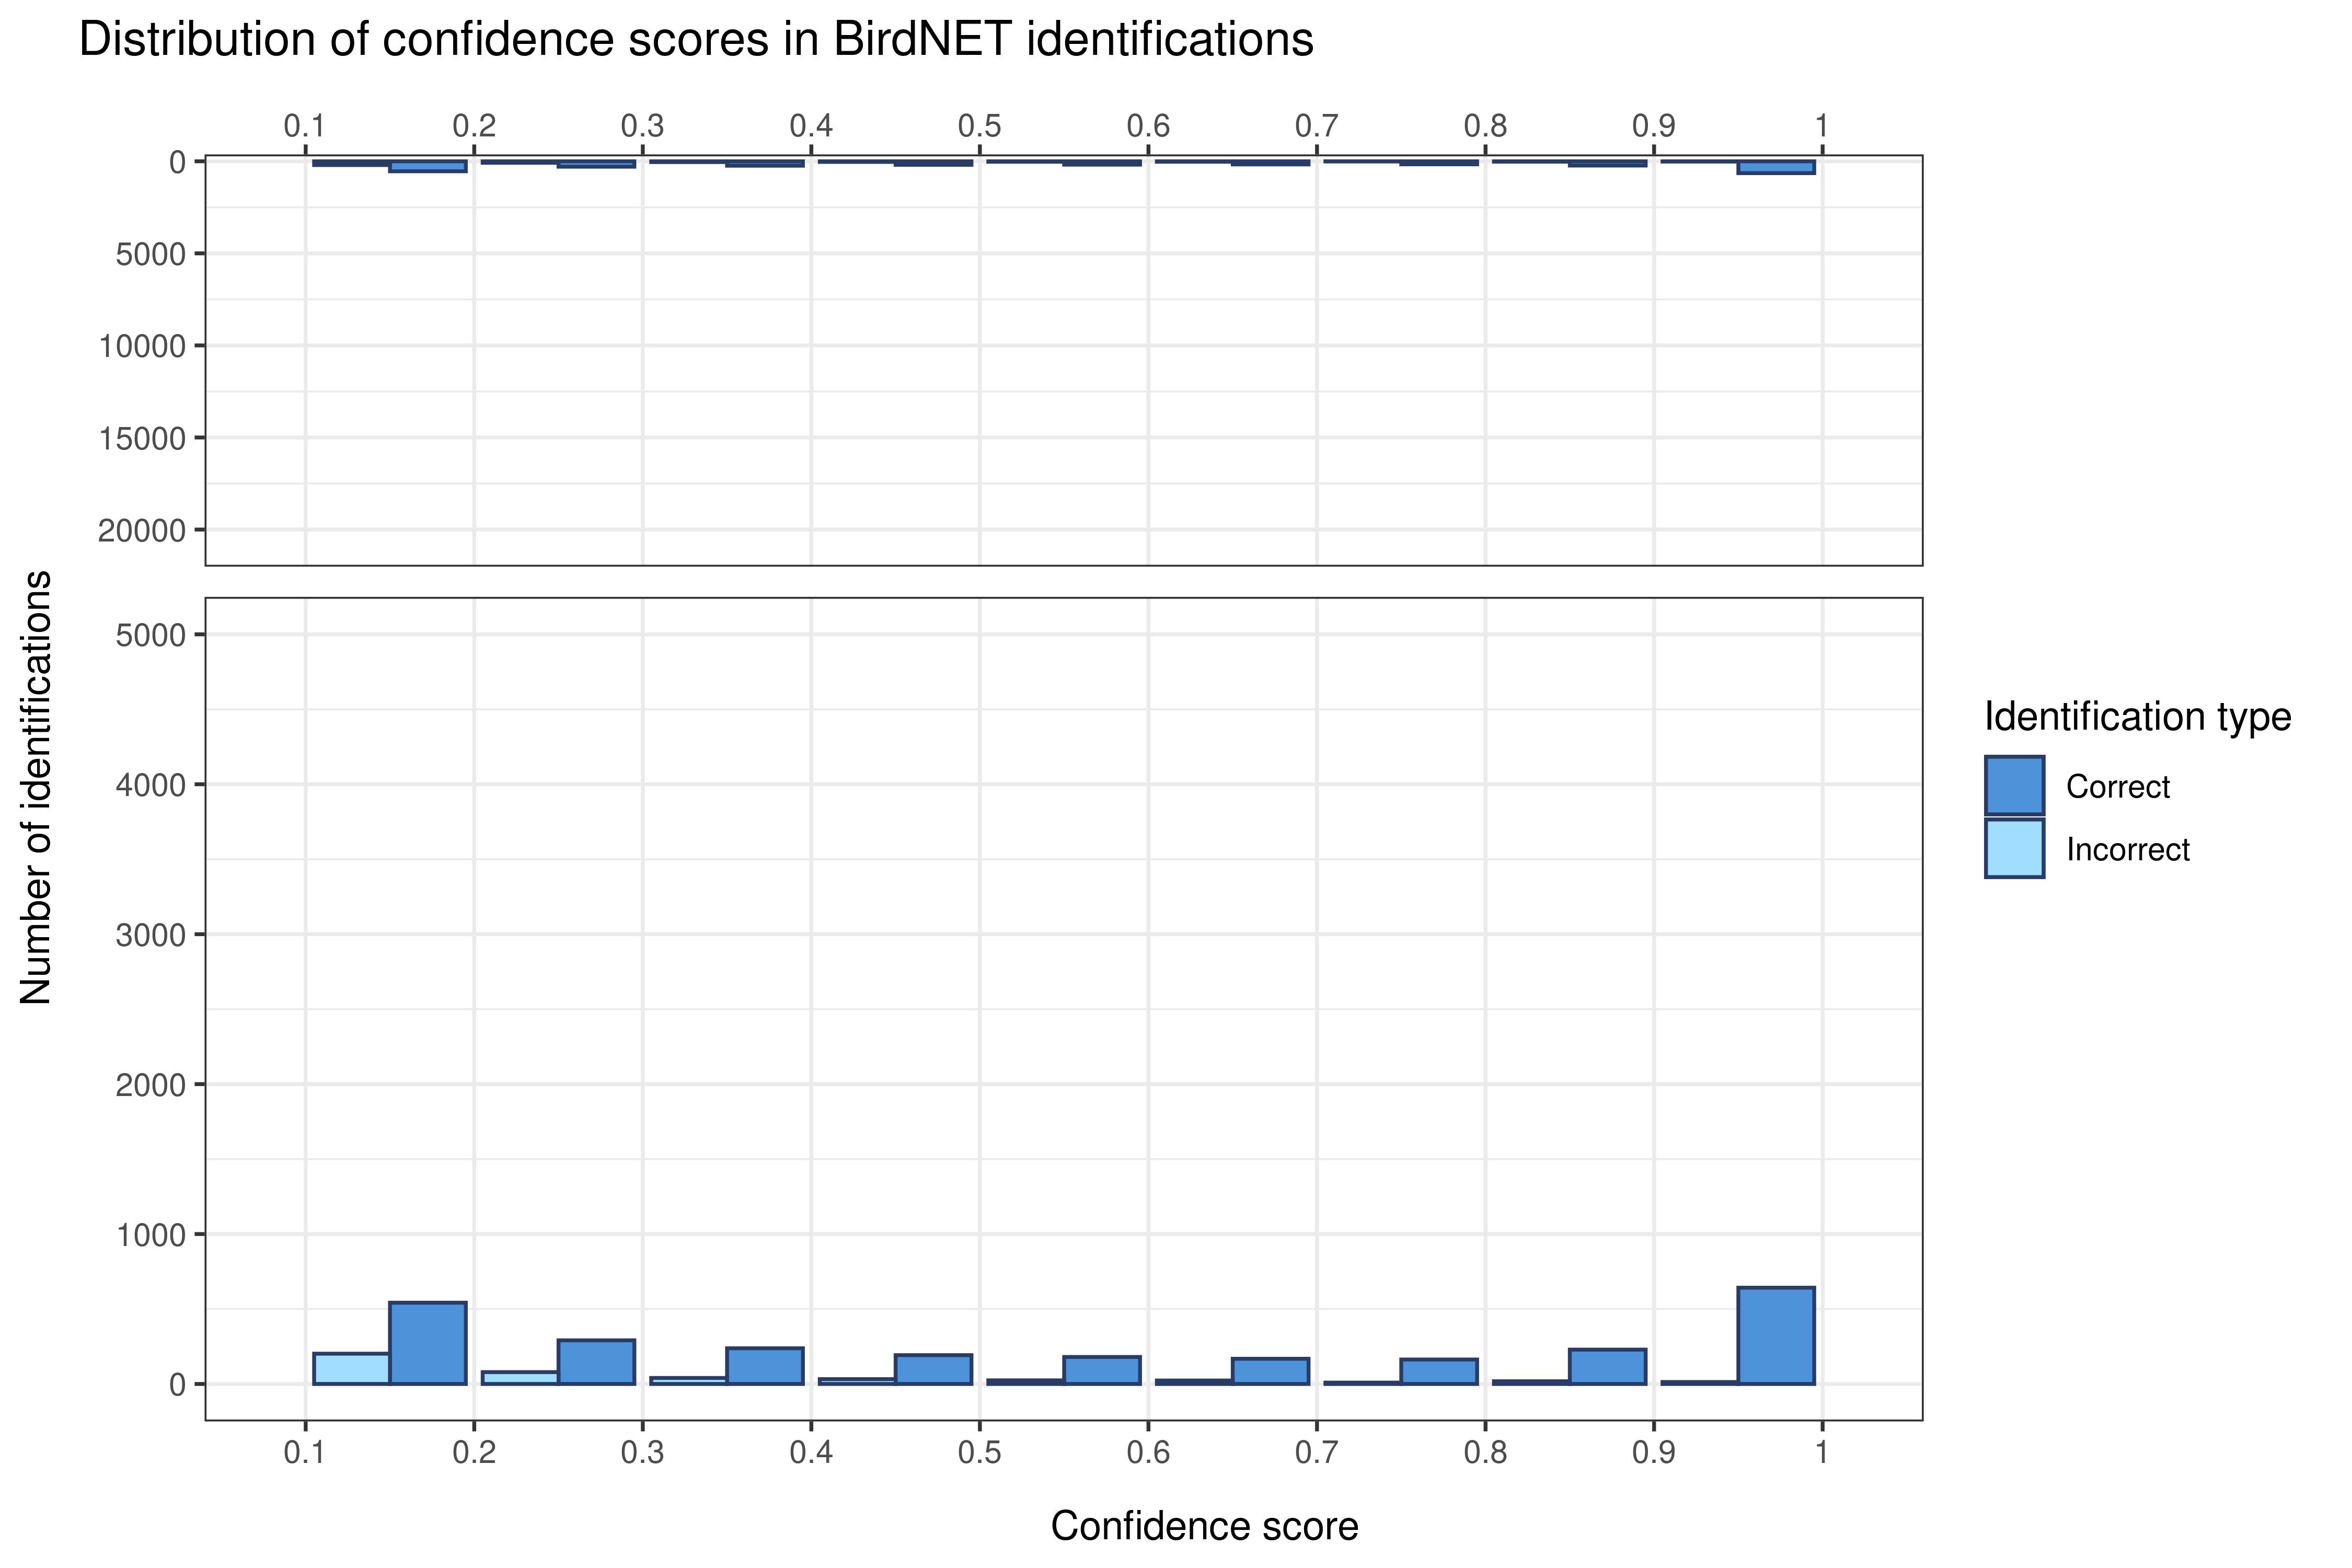 Distribution of confidence scores in BirdNET identifications
0.1 0.2 0.3 0.4 0.5 0.6 0.7 0.8 0.9 1
0
5000
10000
15000
20000
Number of identifications
5000
4000
3000
2000
1000
0
0.1 0.2 0.3 0.4 0.5 0.6 0.7 0.8 0.9 1
Confidence score
Identification type
Correct
Incorrect